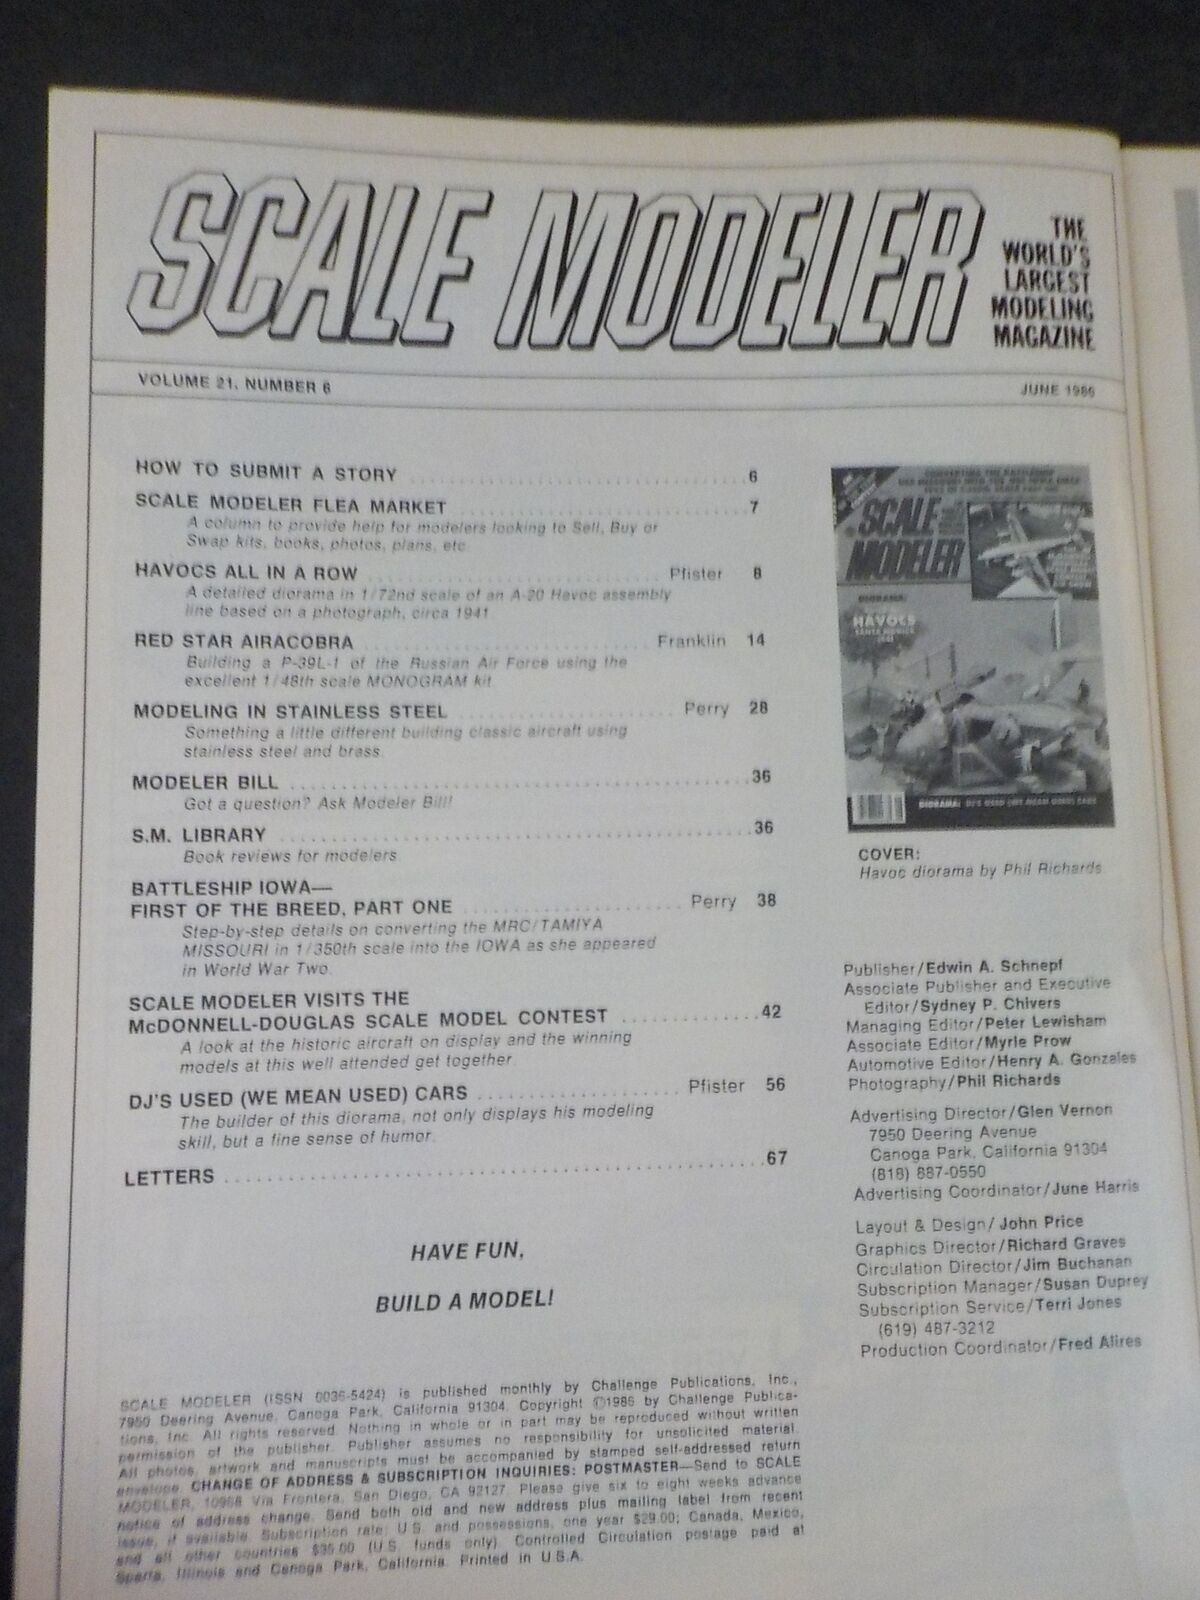 SCALE MODELER
THE
WORLD'S
LARGEST
MODELING
MAGAZINE
VOLUME 21, NUMBER 6
JUNE 1986
HOW TO SUBMIT A STORY 6
SCALE MODELER FLEA MARKET 7
A column to provide help for modelers looking to Sell, Buy or
Swap kits, books, photos, plans, etc.
HAVOCS ALL IN A ROW Pfister 8
A detailed diorama in 1/72nd scale of an A-20 Havoc assembly
line based on a photograph, circa 1941.
RED STAR AIRACOBRA Franklin 14
Building a P-39L-1 of the Russian Air Force using the
excellent 1/48th scale MONOGRAM kit.
MODELING IN STAINLESS STEEL Perry 28
Something a little different building classic aircraft using
stainless steel and brass.
MODELER BILL 36
Got a question? Ask Modeler Bill!
S.M. LIBRARY 36
Book reviews for modelers.
BATTLESHIP IOWA—
FIRST OF THE BREED, PART ONE Perry 38
Step-by-step details on converting the MRC/TAMIYA
MISSOURI in 1/350th scale into the IOWA as she appeared
in World War Two.
SCALE MODELER VISITS THE
McDONNELL-DOUGLAS SCALE MODEL CONTEST 42
A look at the historic aircraft on display and the winning
models at this well attended get together.
DJ'S USED (WE MEAN USED) CARS Pfister 56
The builder of this diorama, not only displays his modeling
skill, but a fine sense of humor.
LETTERS 67
HAVE FUN,
BUILD A MODEL!
SCALE
MODELER
DIORAMA:
HAVOCS
DIORAMA: DJ'S USED (WE MEAN USED) CARS
COVER:
Havoc diorama by Phil Richards
Publisher/Edwin A. Schnepf
Associate Publisher and Executive
Editor/Sydney P. Chivers
Managing Editor/Peter Lewisham
Associate Editor/Myrle Prow
Automotive Editor/Henry A. Gonzales
Photography/Phil Richards
Advertising Director/Glen Vernon
7950 Deering Avenue
Canoga Park, California 91304
(818) 887-0550
Advertising Coordinator/June Harris
Layout & Design/John Price
Graphics Director/Richard Graves
Circulation Director/Jim Buchanan
Subscription Manager/Susan Duprey
Subscription Service/Terri Jones
(619) 487-3212
Production Coordinator/Fred Alires
SCALE MODELER (ISSN 0036-5424) is published monthly by Challenge Publications, Inc.,
7950 Deering Avenue, Canoga Park, California 91304. Copyright ©1986 by Challenge Publica-
tions, Inc. All rights reserved. Nothing in whole or in part may be reproduced without written
permission of the publisher. Publisher assumes no responsibility for unsolicited material.
All photos, artwork and manuscripts must be accompanied by stamped self-addressed return
envelope. CHANGE OF ADDRESS & SUBSCRIPTION INQUIRIES: POSTMASTER—Send to SCALE
MODELER, 10968 Via Frontera, San Diego, CA 92127. Please give six to eight weeks advance
notice of address change. Send both old and new address plus mailing label from recent
issue, if available. Subscription rate: U.S. and possessions, one year $29.00; Canada, Mexico,
and all other countries $35.00 (U.S. funds only). Controlled Circulation postage paid at
Sparta, Illinois and Canoga Park, California. Printed in U.S.A.